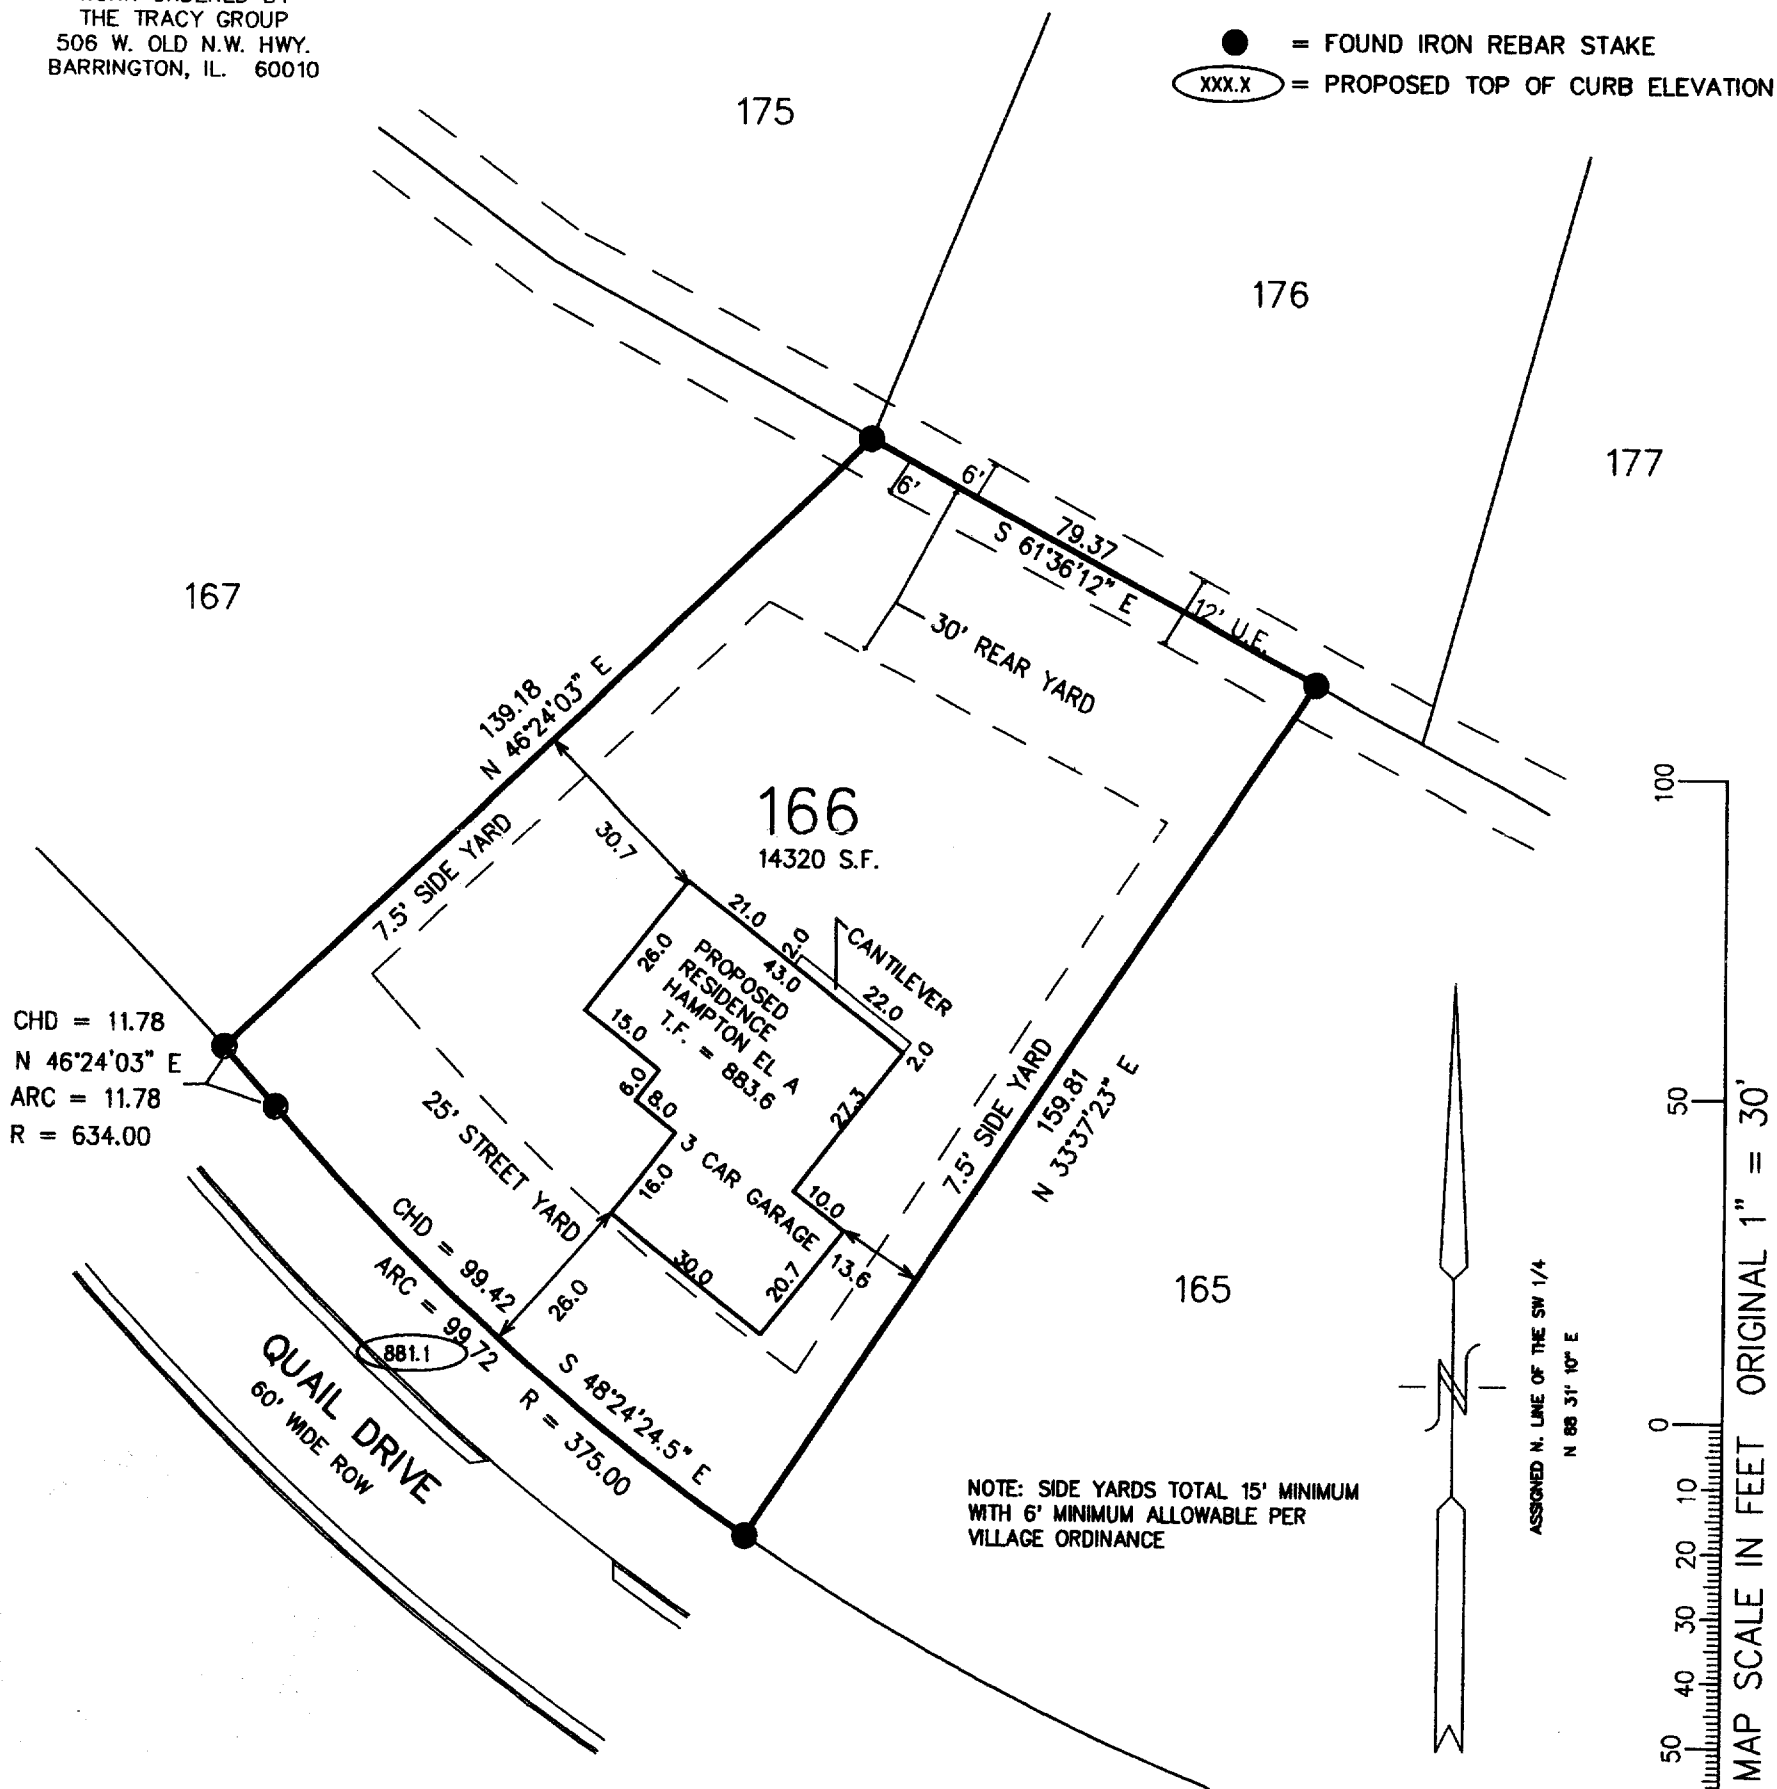 THE TRACY GROUP
506 W. OLD N.W. HWY.
BARRINGTON, IL. 60010
= FOUND IRON REBAR STAKE
XXX.X = PROPOSED TOP OF CURB ELEVATION
175
176
177
167
6'
6'
79.37
S 61°36'12" E
12' U.E.
30' REAR YARD
139.18
N 46°24'03" E
166
14320 S.F.
7.5' SIDE YARD
30.7
21.0
2.0
43.0
CANTILEVER
22.0
2.0
26.0
PROPOSED
RESIDENCE
HAMPTON EL A
T.F. = 883.6
15.0
8.0
27.3
3 CAR GARAGE
16.0
10.0
30.0
20.7
13.6
7.5' SIDE YARD
159.81
N 33°37'23" E
CHD = 11.78
N 46°24'03" E
ARC = 11.78
R = 634.00
25' STREET YARD
26.0
CHD = 99.42
S 48°24'24.5" E
ARC = 99.72
R = 375.00
881.1
QUAIL DRIVE
60' WIDE ROW
165
NOTE: SIDE YARDS TOTAL 15' MINIMUM
WITH 6' MINIMUM ALLOWABLE PER
VILLAGE ORDINANCE
N
ASSIGNED N. LINE OF THE SW 1/4
N 88 31' 10" E
100
50
0
10
20
30
40
50
MAP SCALE IN FEET ORIGINAL 1" = 30'